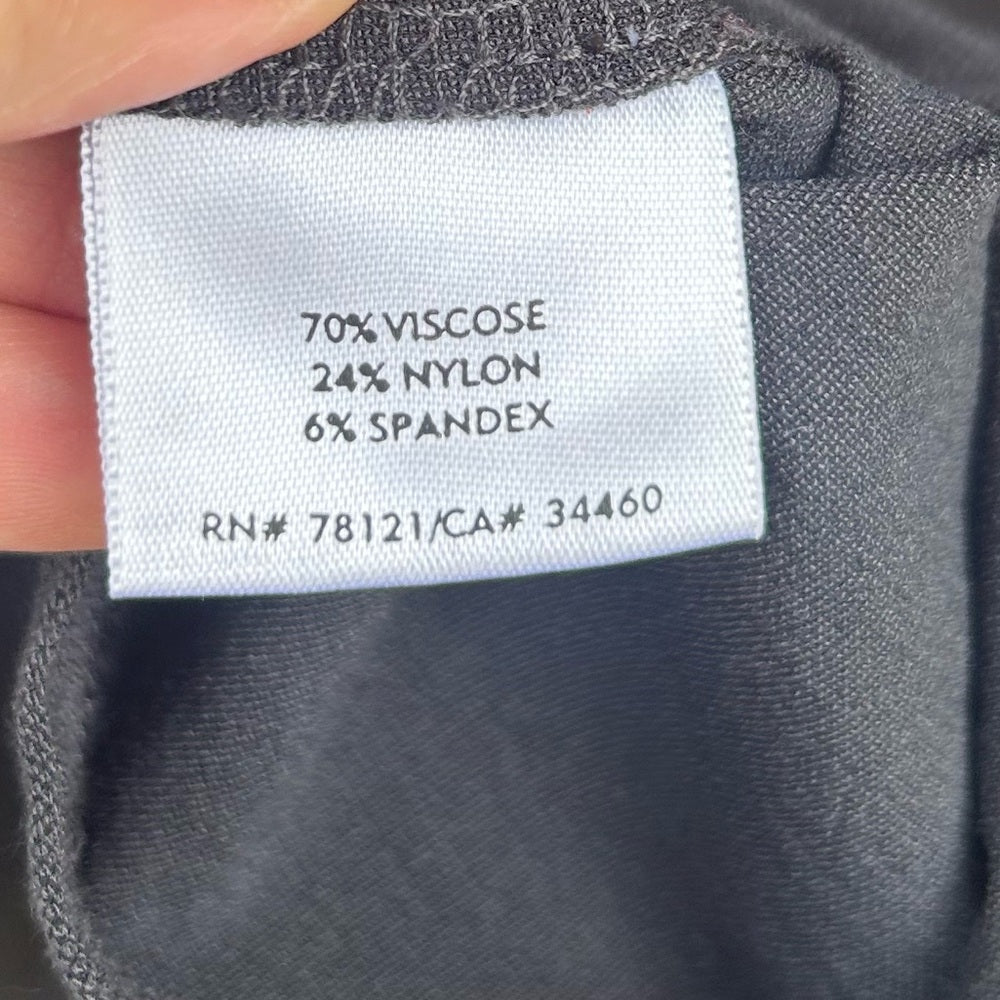 70% VISCOSE
24% NYLON
6% SPANDEX
RN# 78121/CA# 34460